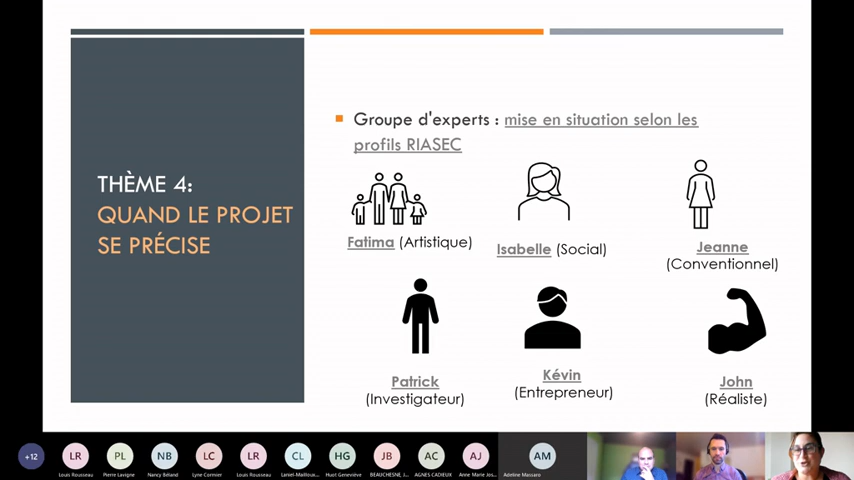 THÈME 4:
QUAND LE PROJET
SE PRÉCISE
Groupe d'experts : mise en situation selon les
profils RIASEC
Fatima (Artistique)
Isabelle (Social)
Jeanne
(Conventionnel)
Patrick
(Investigateur)
Kévin
(Entrepreneur)
John
(Réaliste)
+12
LR
PL
NB
LC
LR
CL
HG
JB
AC
AJ
AM
Louis Rousseau
Pierre Lavigne
Nancy Béland
Lyne Cormier
Louis Rousseau
Laniel-Mailloux...
Huot Geneviève
BEAUCHESNE, J...
AGNES CADIEUX
Anne Marie Jos...
Adeline Massaro